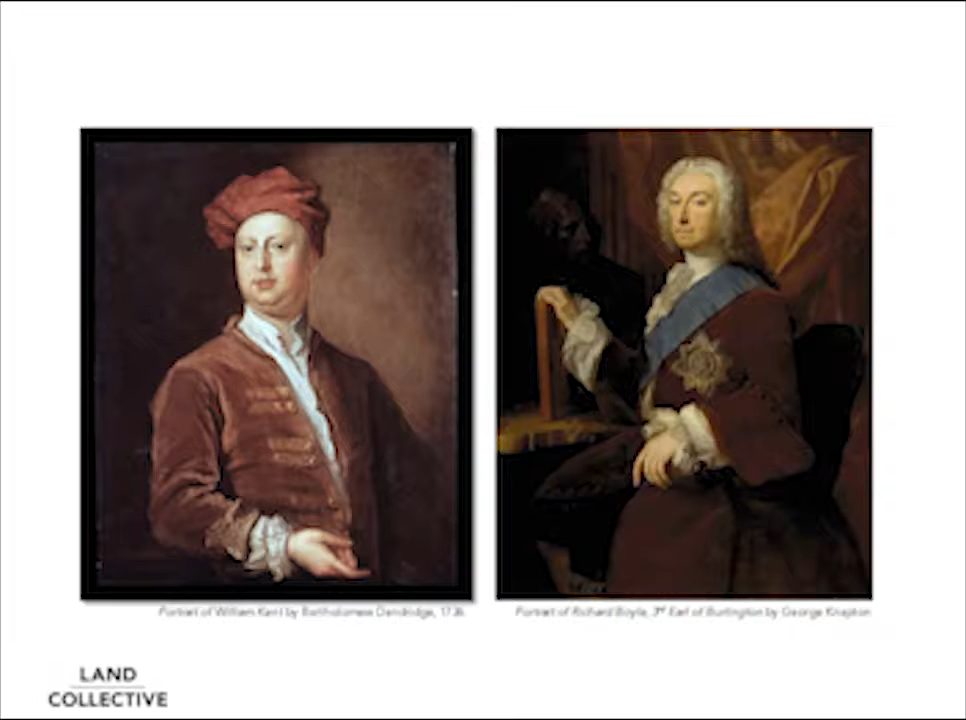 Portrait of William Kent by Bartholomew Dandridge, 1736
Portrait of Richard Boyle, 3rd Earl of Burlington by George Knapton
LAND
COLLECTIVE